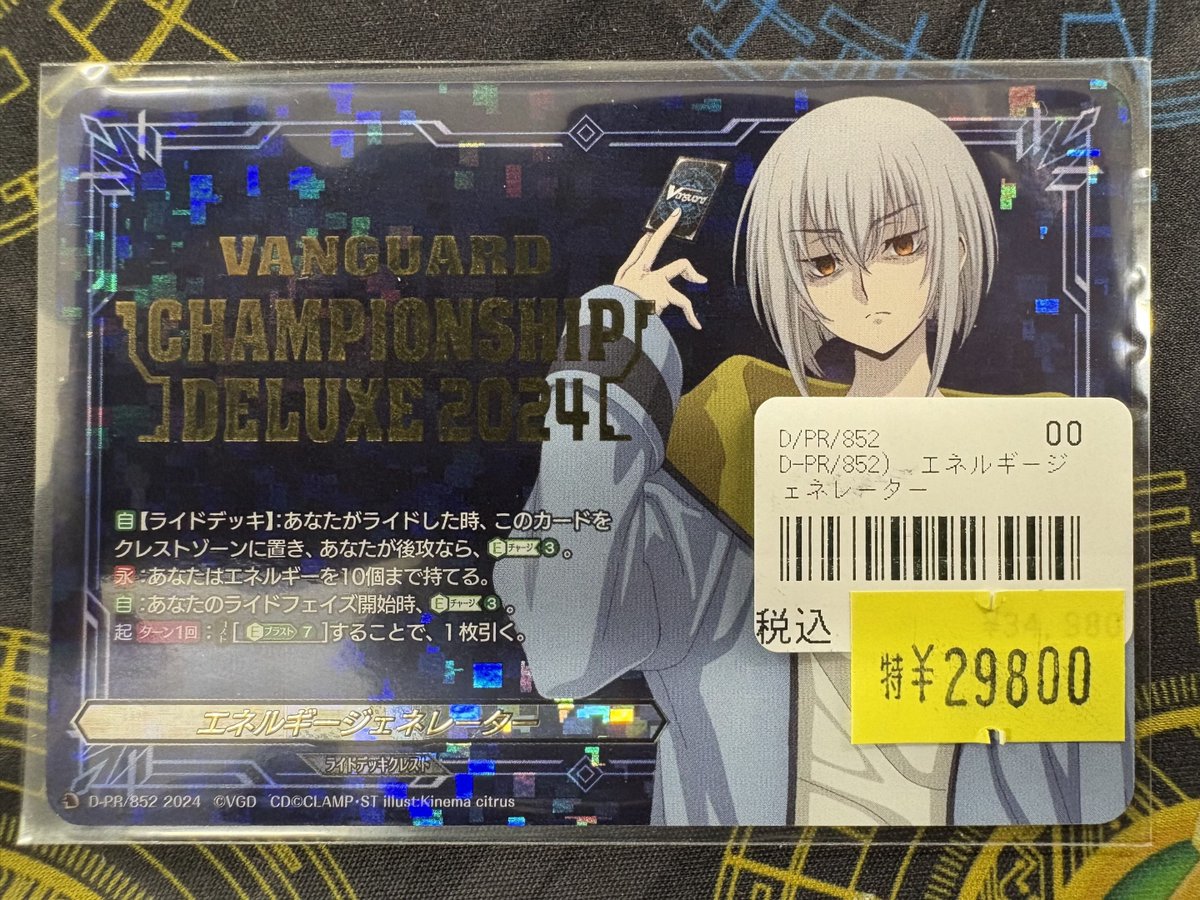 Vanguard
VANGUARD
CHAMPIONSHIP
DELUXE 2024
自【ライドデッキ】:あなたがライドした時、このカードを
クレストゾーンに置き、あなたが後攻なら、Eチャージ3。
永:あなたはエネルギーを10個まで持てる。
自:あなたのライドフェイズ開始時、Eチャージ3。
起ターン1回:[Eブラスト7]することで、1枚引く。
エネルギージェネレーター
ライドデッキクレスト
D-PR/852 2024 ©VGD CD©CLAMP・ST illust:Kinema citrus
D/PR/852 00
D-PR/852) エネルギージ
ェネレーター
税込
特¥29800